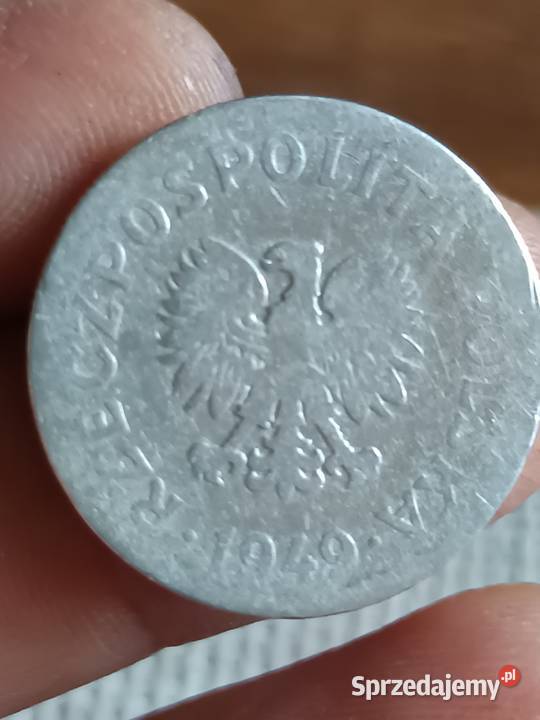 RZECZPOSPOLITA POLSKA · 1949 ·
Sprzedajemy.pl